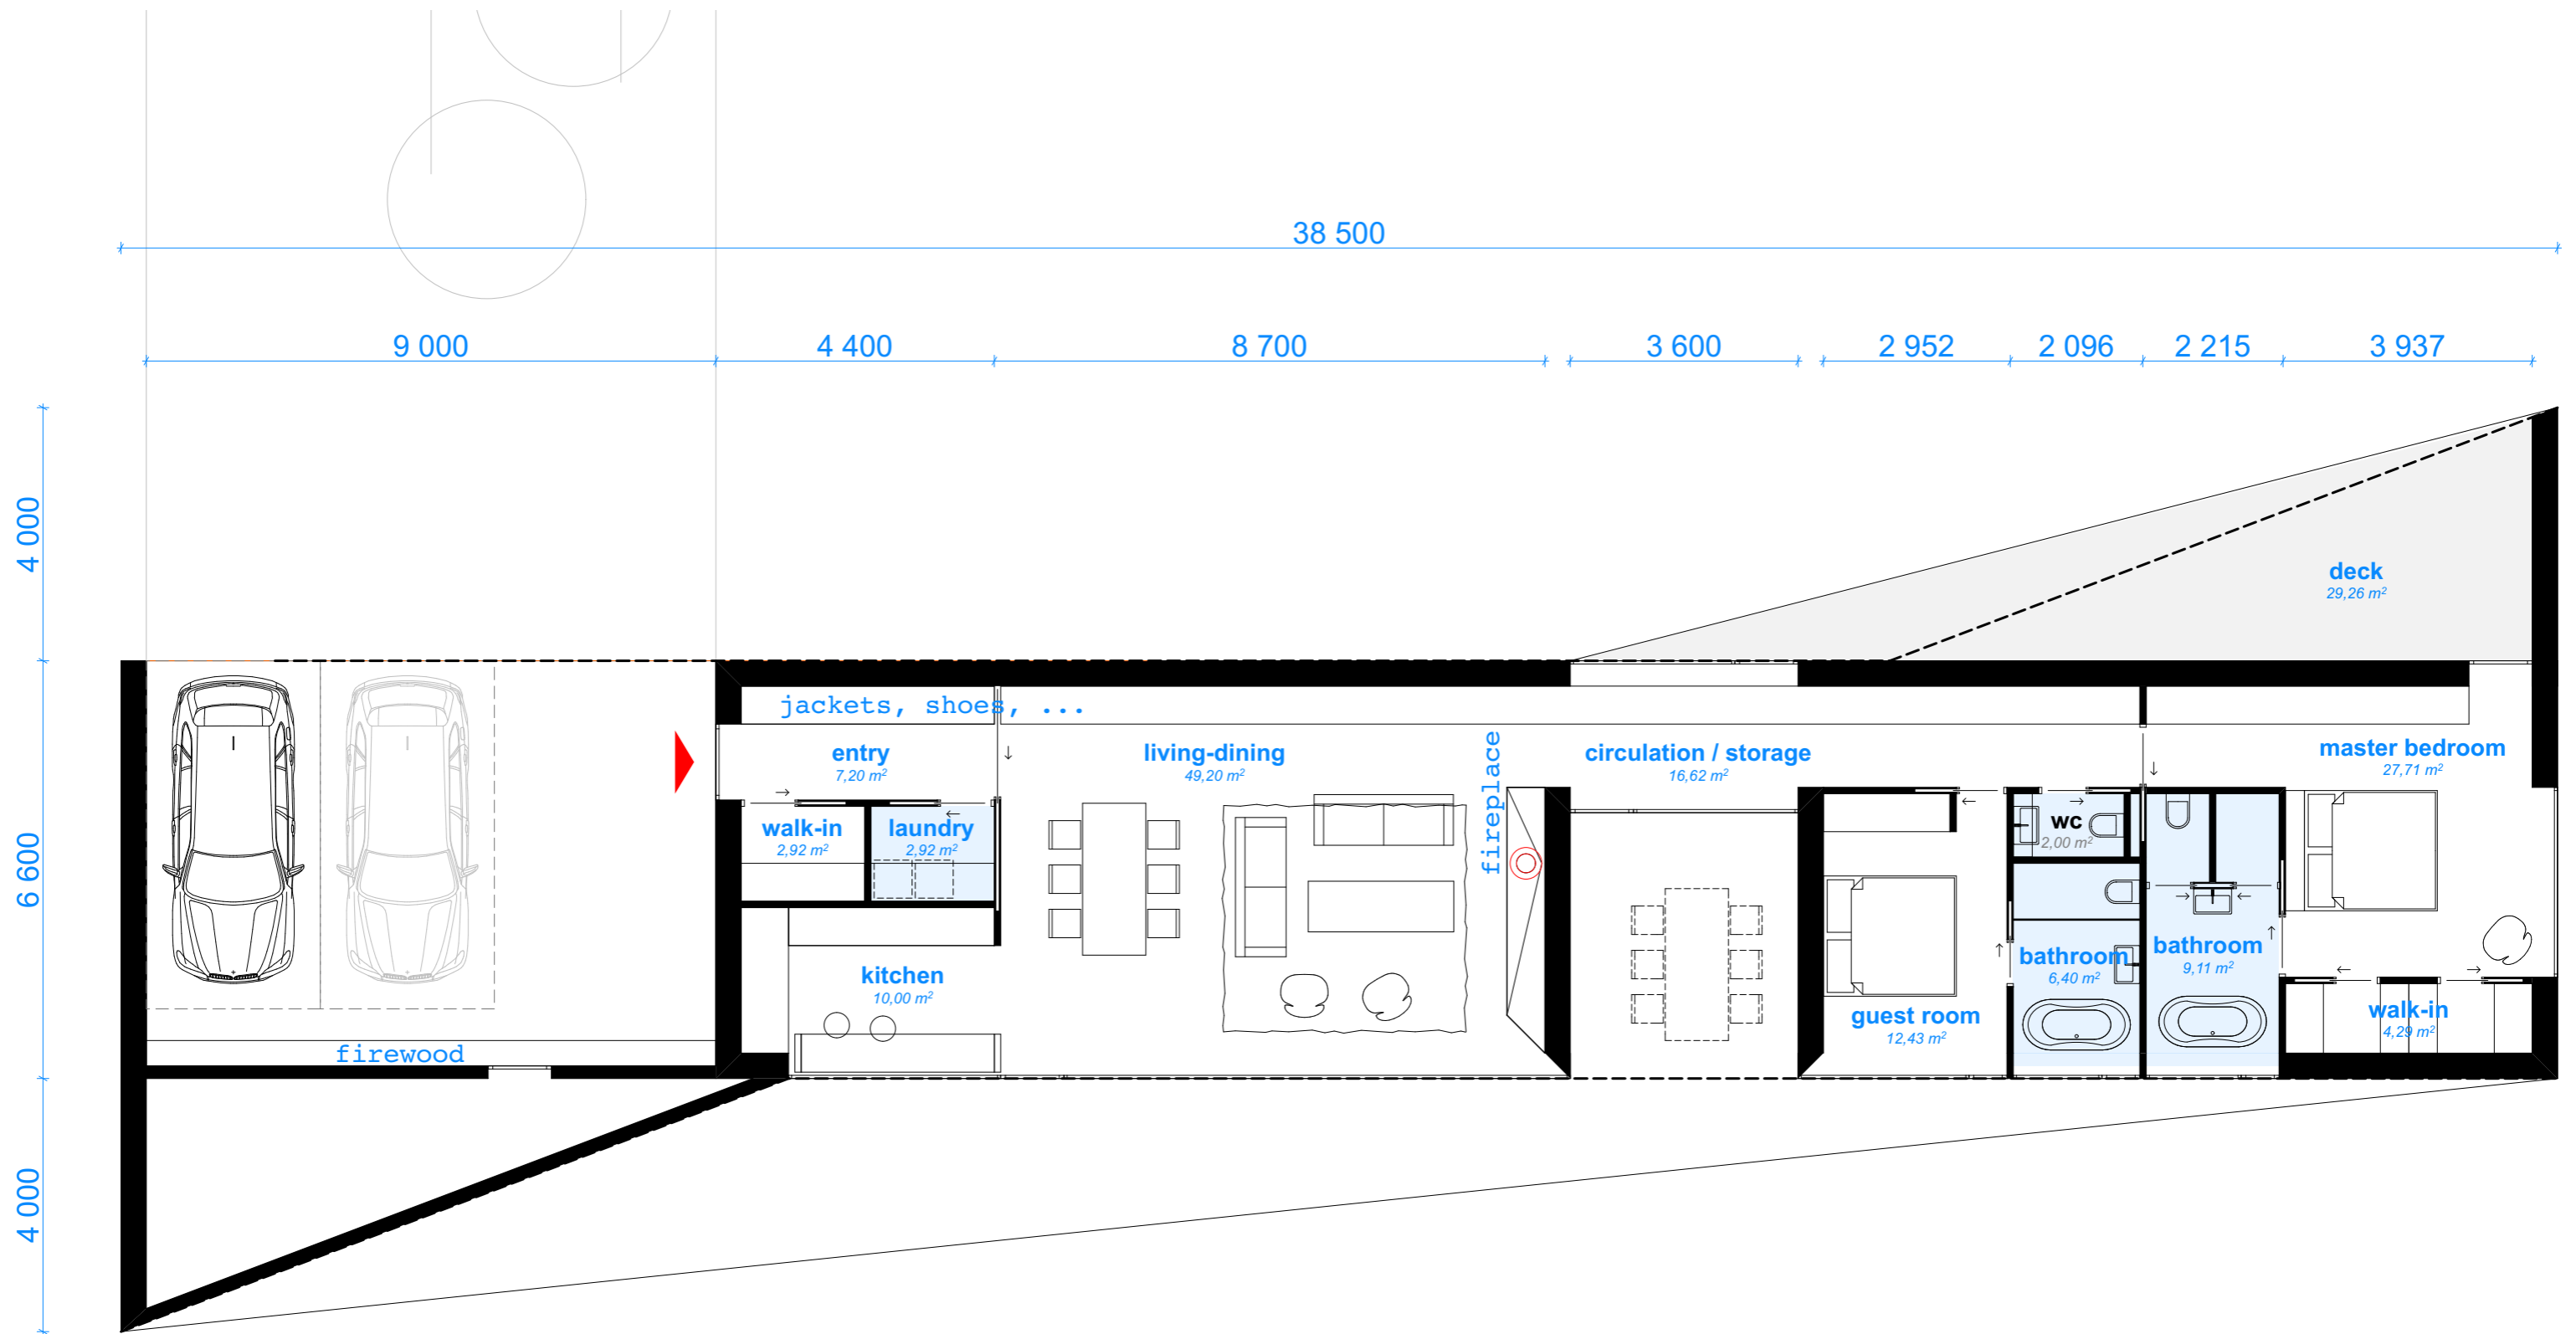 38 500
9 000
4 400
8 700
3 600
2 952
2 096
2 215
3 937
4 000
6 600
4 000
deck
29,26 m²
jackets, shoes, ...
entry
7,20 m²
living-dining
49,20 m²
fireplace
circulation / storage
16,62 m²
master bedroom
27,71 m²
walk-in
2,92 m²
laundry
2,92 m²
wc
2,00 m²
kitchen
10,00 m²
bathroom
6,40 m²
bathroom
9,11 m²
guest room
12,43 m²
walk-in
4,29 m²
firewood